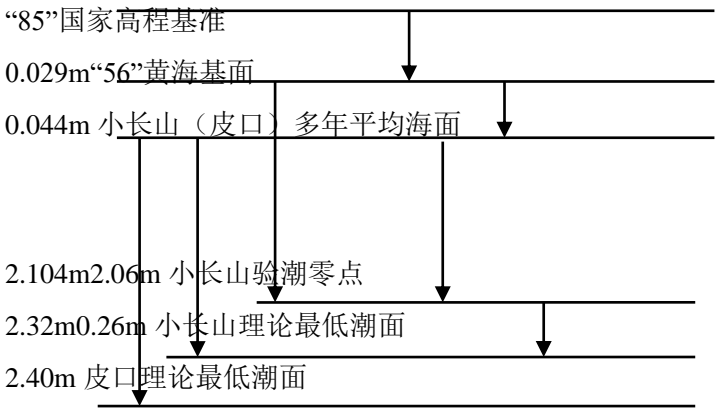 “85”国家高程基准
0.029m“56”黄海基面
0.044m 小长山（皮口）多年平均海面
2.104m2.06m 小长山验潮零点
2.32m0.26m 小长山理论最低潮面
2.40m 皮口理论最低潮面